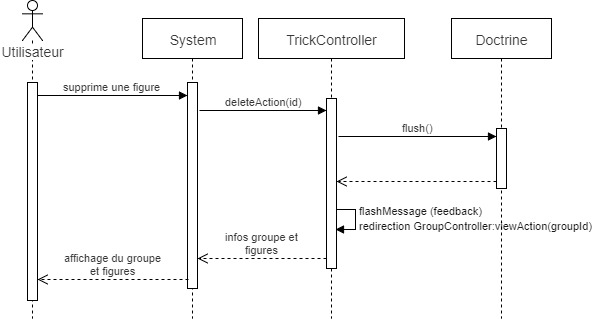 Utilisateur
System
TrickController
Doctrine
supprime une figure
deleteAction(id)
flush()
flashMessage (feedback)
redirection GroupController:viewAction(groupId)
infos groupe et
figures
affichage du groupe
et figures